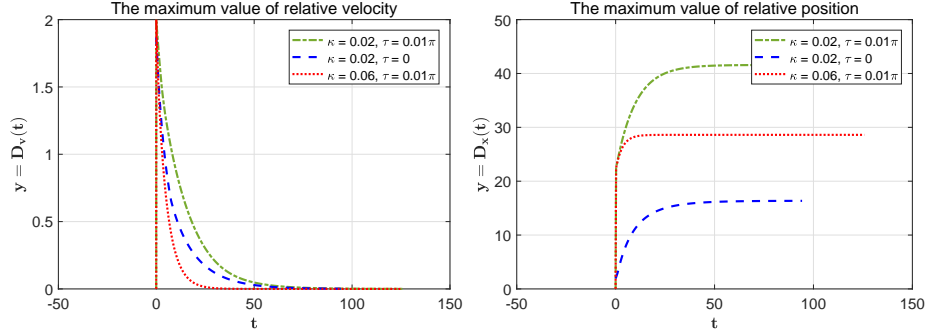 The maximum value of relative velocity
2
1.5
1
0.5
0
-50
0
50
100
150
t
y = D_v(t)
κ = 0.02, τ = 0.01π
κ = 0.02, τ = 0
κ = 0.06, τ = 0.01π
The maximum value of relative position
50
40
30
20
10
0
-50
0
50
100
150
t
y = D_x(t)
κ = 0.02, τ = 0.01π
κ = 0.02, τ = 0
κ = 0.06, τ = 0.01π